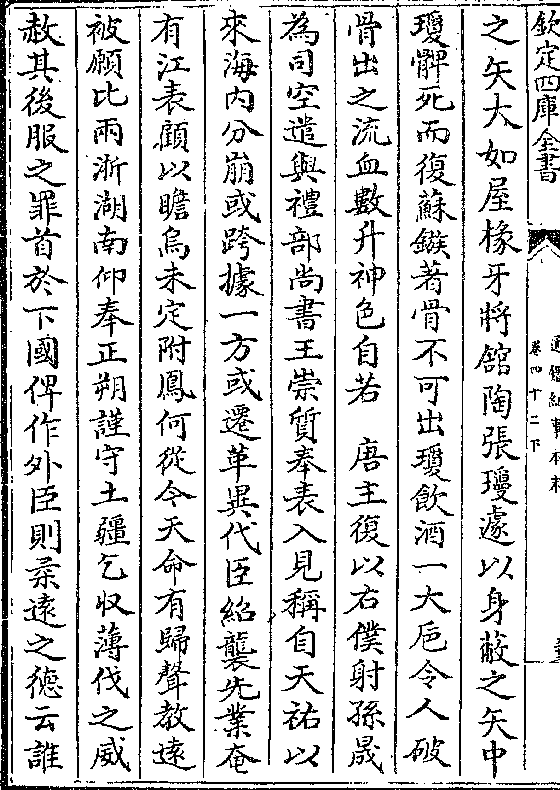 欽定四庫全書
卷四十二下
之矢大如屋椽牙將舘陶張瓊遽以身蔽之矢中
瓊髀死而復蘇鏃著骨不可出瓊飲酒一大巵令人破
骨出之流血數升神色自若　唐主復以右僕射孫晟
為司空遣與禮部尚書王崇質奉表入見稱自天祐以
來海内分崩或跨據一方或遷革異代臣紹襲先業奄
有江表顧以瞻烏未定附鳳何從今天命有歸聲教遠
被願比兩浙湖南仰奉正朔謹守土疆乞収薄伐之威
赦其後服之罪首於下國俾作外臣則柔遠之德云誰